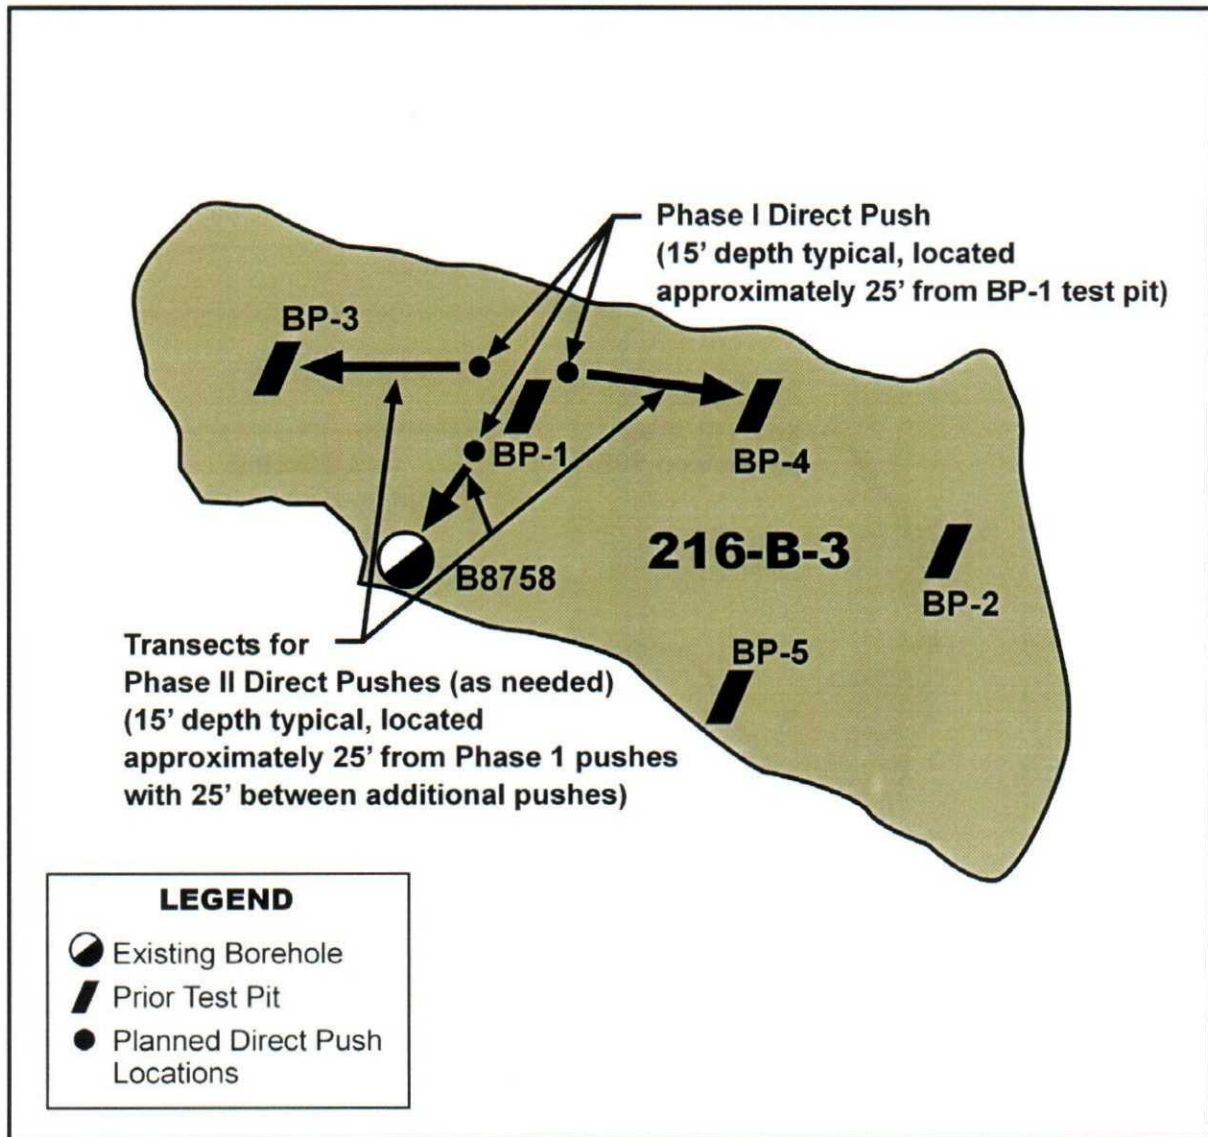 Phase I Direct Push
(15' depth typical, located
approximately 25' from BP-1 test pit)
BP-3
BP-1
BP-4
216-B-3
B8758
BP-2
BP-5
Transects for
Phase II Direct Pushes (as needed)
(15' depth typical, located
approximately 25' from Phase 1 pushes
with 25' between additional pushes)
LEGEND
Existing Borehole
Prior Test Pit
Planned Direct Push
Locations